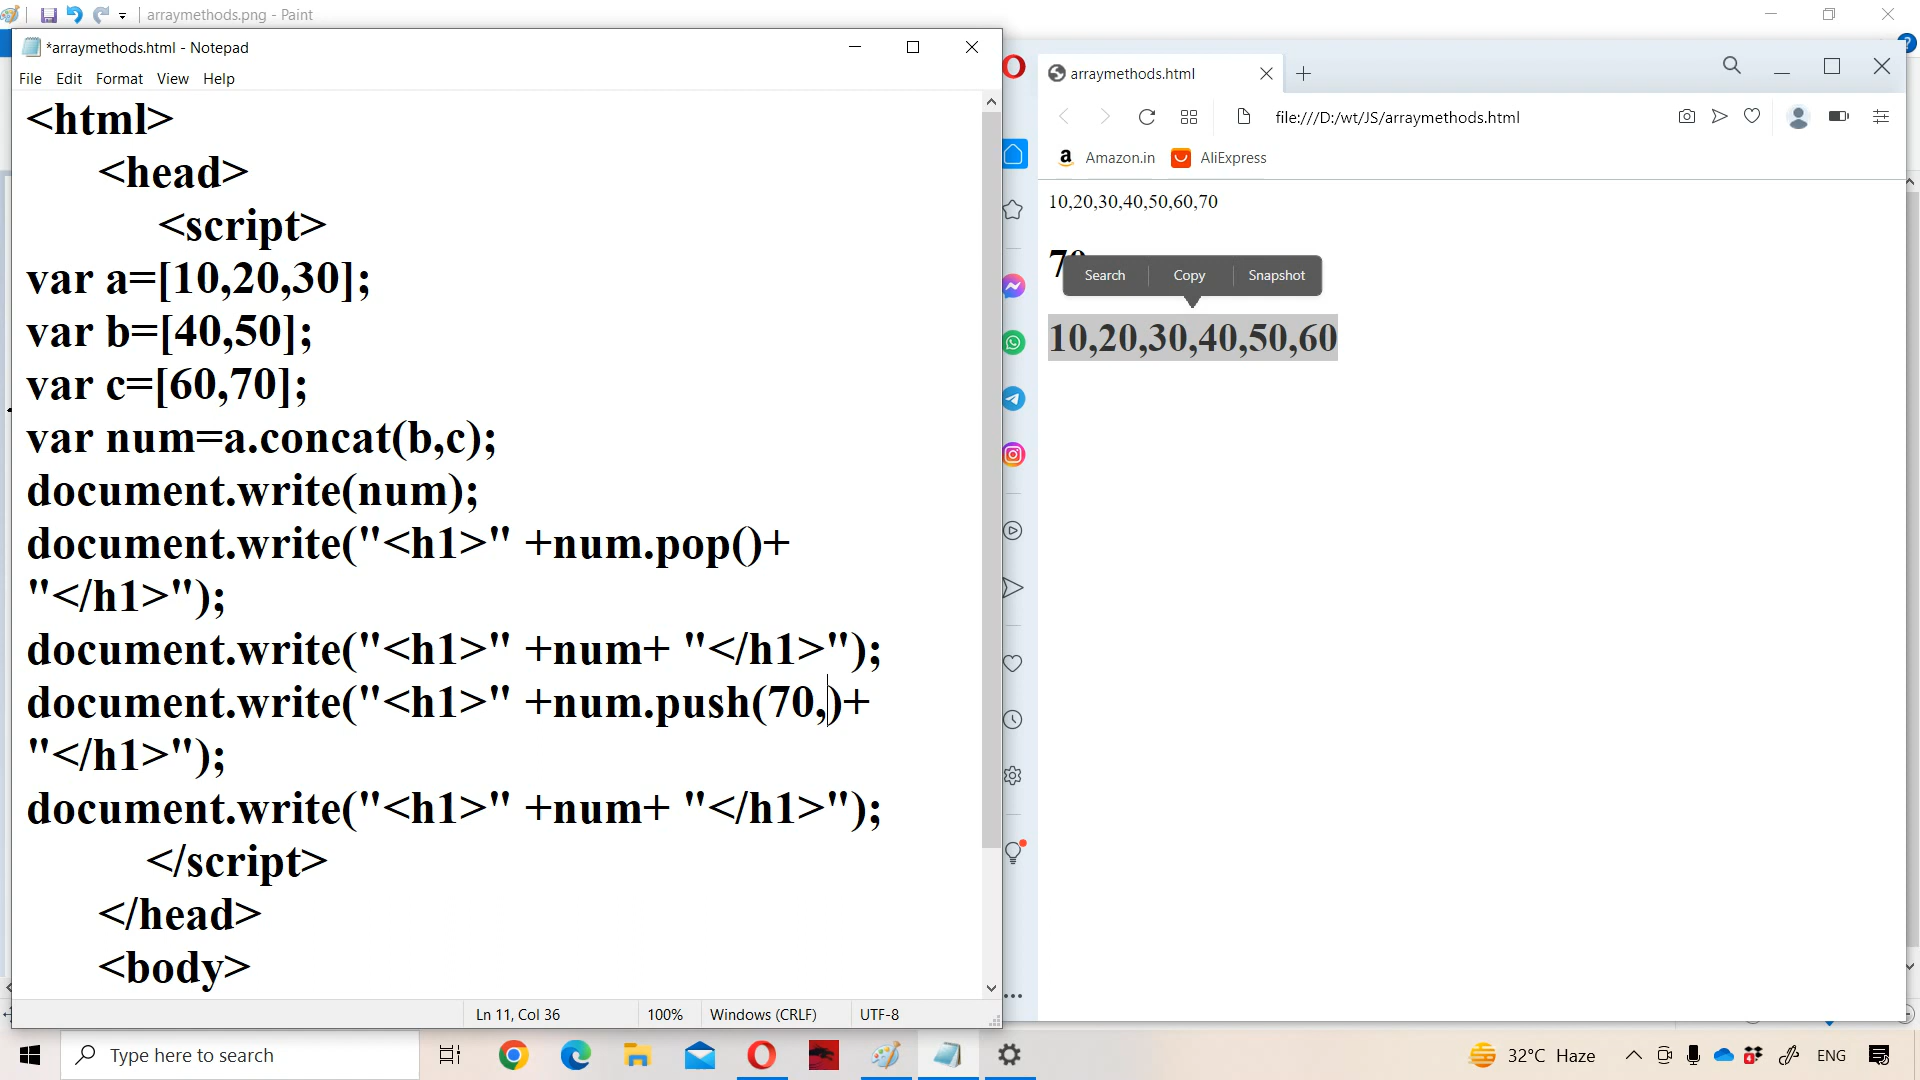 arraymethods.png - Paint
*arraymethods.html - Notepad
File Edit Format View Help
<html>
<head>
<script>
var a=[10,20,30];
var b=[40,50];
var c=[60,70];
var num=a.concat(b,c);
document.write(num);
document.write("<h1>" +num.pop()+
"</h1>");
document.write("<h1>" +num+ "</h1>");
document.write("<h1>" +num.push(70,)+
"</h1>");
document.write("<h1>" +num+ "</h1>");
</script>
</head>
<body>
Ln 11, Col 36 100% Windows (CRLF) UTF-8
arraymethods.html
file:///D:/wt/JS/arraymethods.html
a Amazon.in AliExpress
10,20,30,40,50,60,70
70
Search Copy Snapshot
10,20,30,40,50,60
Type here to search
32°C Haze ENG